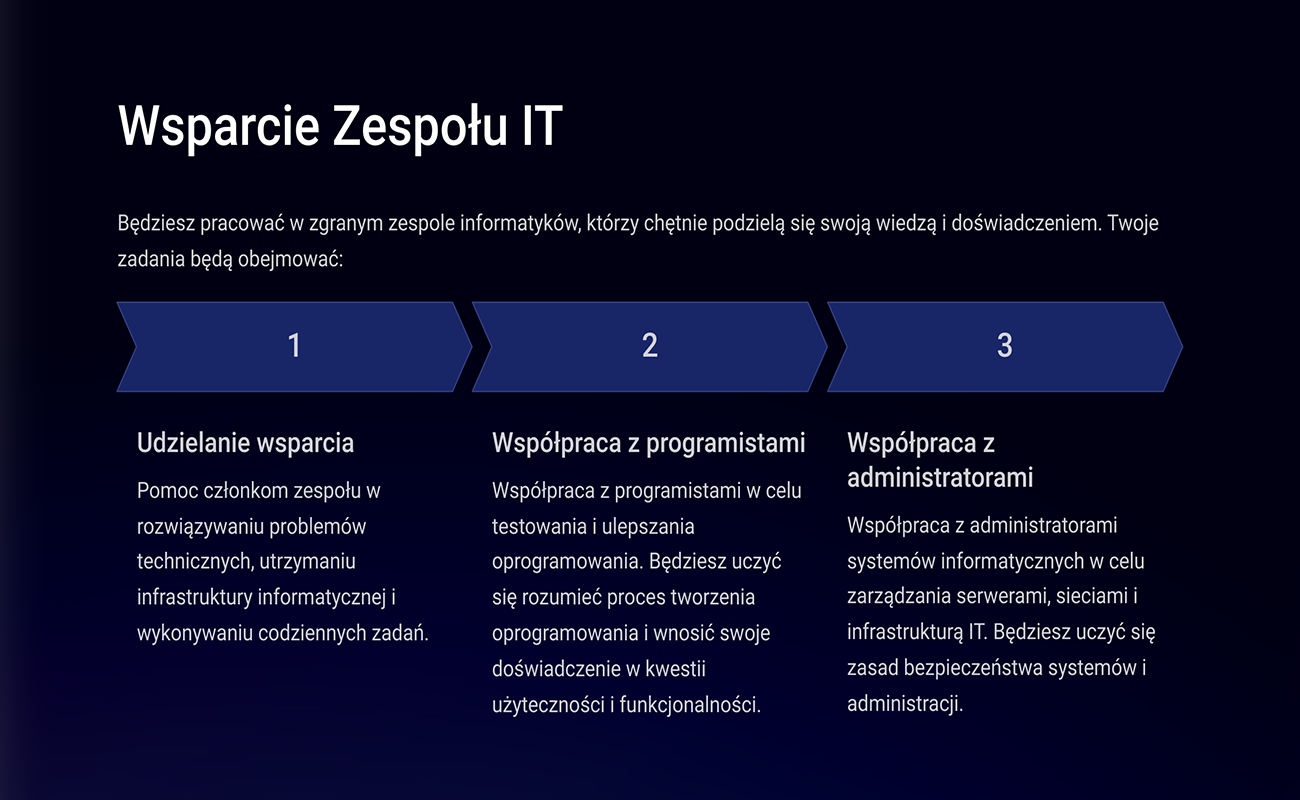 Wsparcie Zespołu IT
Będziesz pracować w zgranym zespole informatyków, którzy chętnie podzielą się swoją wiedzą i doświadczeniem. Twoje
zadania będą obejmować:
1
2
3
Udzielanie wsparcia
Pomoc członkom zespołu w
rozwiązywaniu problemów
technicznych, utrzymaniu
infrastruktury informatycznej i
wykonywaniu codziennych zadań.
Współpraca z programistami
Współpraca z programistami w celu
testowania i ulepszania
oprogramowania. Będziesz uczyć
się rozumieć proces tworzenia
oprogramowania i wnosić swoje
doświadczenie w kwestii
użyteczności i funkcjonalności.
Współpraca z
administratorami
Współpraca z administratorami
systemów informatycznych w celu
zarządzania serwerami, sieciami i
infrastrukturą IT. Będziesz uczyć się
zasad bezpieczeństwa systemów i
administracji.